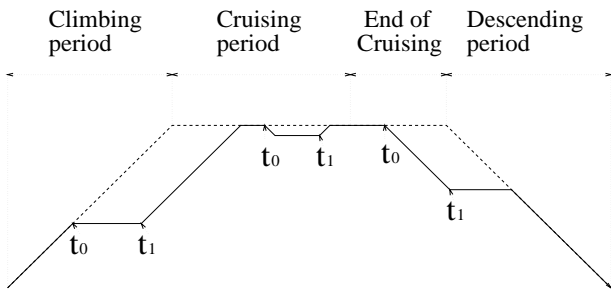 Climbing period
Cruising period
End of Cruising
Descending period
t0
t1
t0
t1
t0
t1